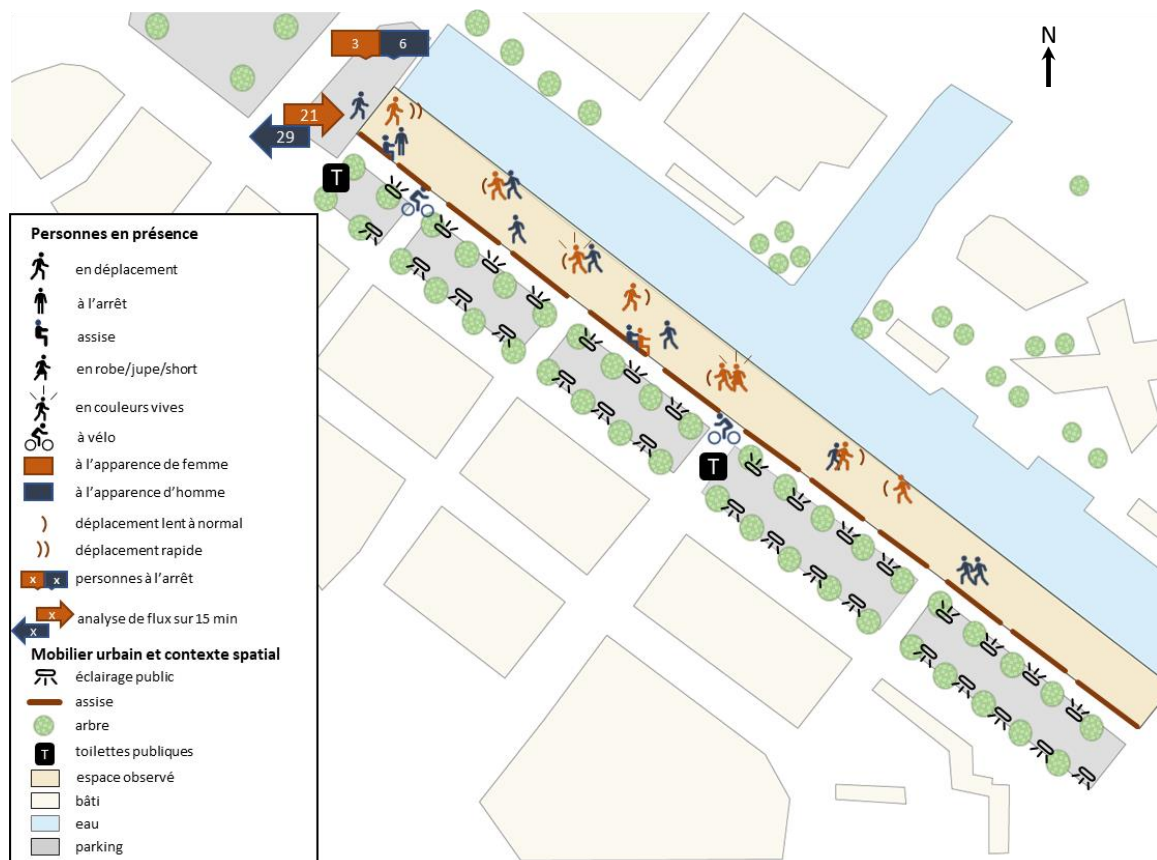 3 6
N
21
29
T
T
Personnes en présence
en déplacement
à l'arrêt
assise
en robe/jupe/short
en couleurs vives
à vélo
à l'apparence de femme
à l'apparence d'homme
déplacement lent à normal
déplacement rapide
x x personnes à l'arrêt
x
x analyse de flux sur 15 min
Mobilier urbain et contexte spatial
éclairage public
assise
arbre
T toilettes publiques
espace observé
bâti
eau
parking